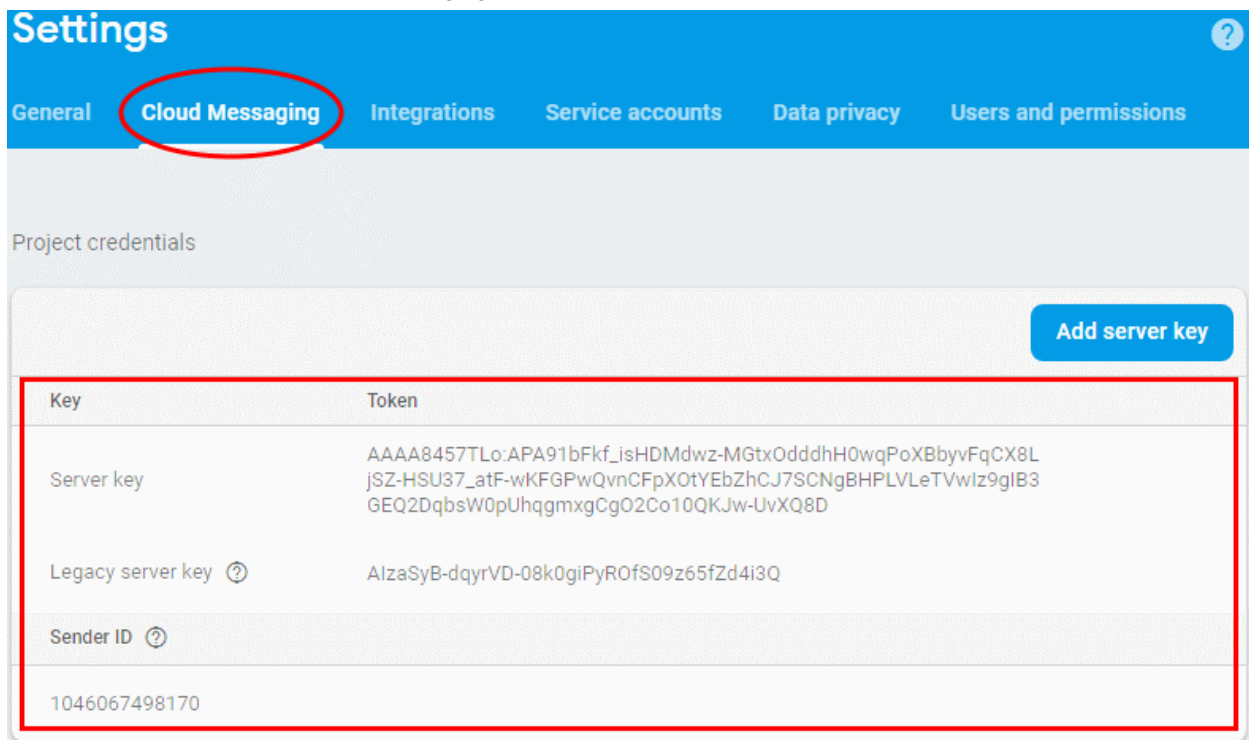 Settings
General Cloud Messaging Integrations Service accounts Data privacy Users and permissions
Project credentials
Add server key
Key Token
Server key
AAAA8457TLo:APA91bFkf_isHDMdwz-MGtxOdddhH0wqPoXBbyvFqCX8L
jSZ-HSU37_atF-wKFGPwQvnCFpXOtYEbZhCJ7SCNgBHPLVLeTVwIz9gIB3
GEQ2DqbsW0pUhqgmxgCgO2Co10QKJw-UvXQ8D
Legacy server key AIzaSyB-dqyrVD-08k0giPyROfS09z65fZd4i3Q
Sender ID
1046067498170